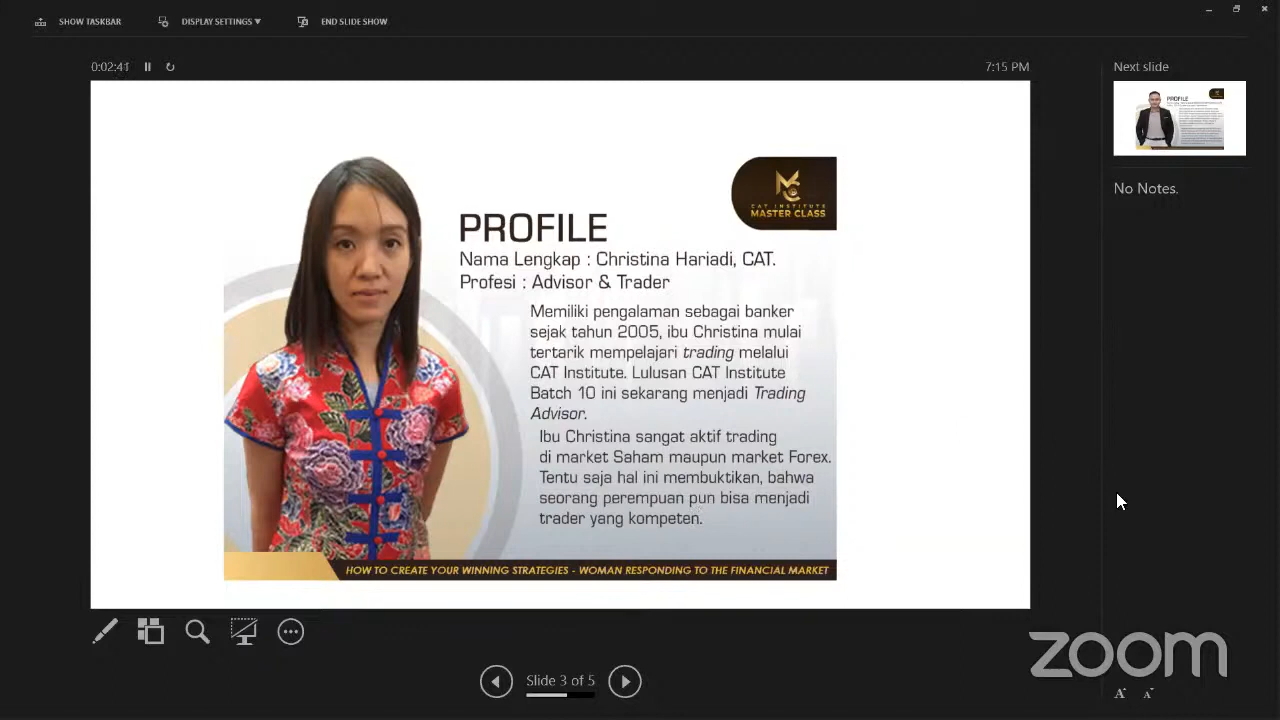 SHOW TASKBAR
DISPLAY SETTINGS
END SLIDE SHOW
0:02:41
7:15 PM
Next slide
PROFILE
No Notes.
CAT INSTITUTE
MASTER CLASS
PROFILE
Nama Lengkap : Christina Hariadi, CAT.
Profesi : Advisor & Trader
Memiliki pengalaman sebagai banker
sejak tahun 2005, ibu Christina mulai
tertarik mempelajari trading melalui
CAT Institute. Lulusan CAT Institute
Batch 10 ini sekarang menjadi Trading
Advisor.
Ibu Christina sangat aktif trading
di market Saham maupun market Forex.
Tentu saja hal ini membuktikan, bahwa
seorang perempuan pun bisa menjadi
trader yang kompeten.
HOW TO CREATE YOUR WINNING STRATEGIES - WOMAN RESPONDING TO THE FINANCIAL MARKET
Slide 3 of 5
zoom
A A